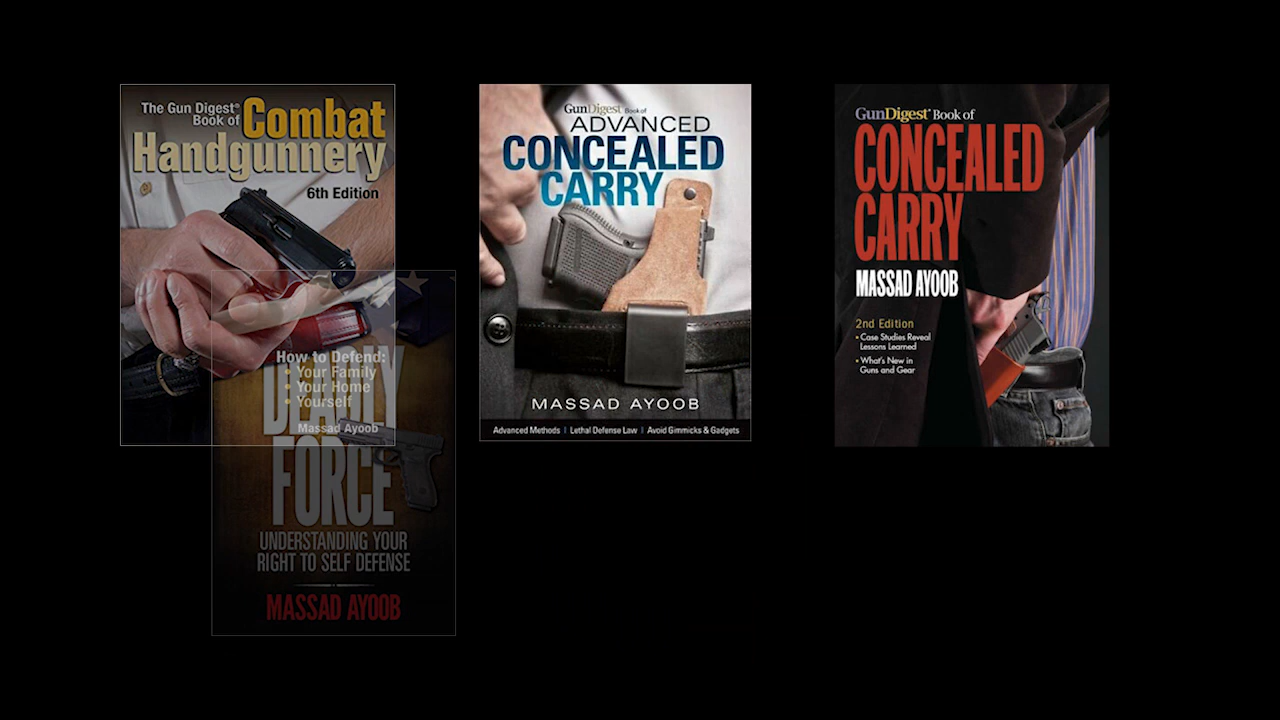 The Gun Digest®
Book of
Combat
Handgunnery
6th Edition
How to Defend:
• Your Family
• Your Home
• Yourself
Massad Ayoob
GunDigest Book of
ADVANCED
CONCEALED
CARRY
MASSAD AYOOB
Advanced Methods | Lethal Defense Law | Avoid Gimmicks & Gadgets
GunDigest® Book of
CONCEALED
CARRY
MASSAD AYOOB
2nd Edition
• Case Studies Reveal
Lessons Learned
• What's New in
Guns and Gear
DEADLY
FORCE
UNDERSTANDING YOUR
RIGHT TO SELF DEFENSE
MASSAD AYOOB